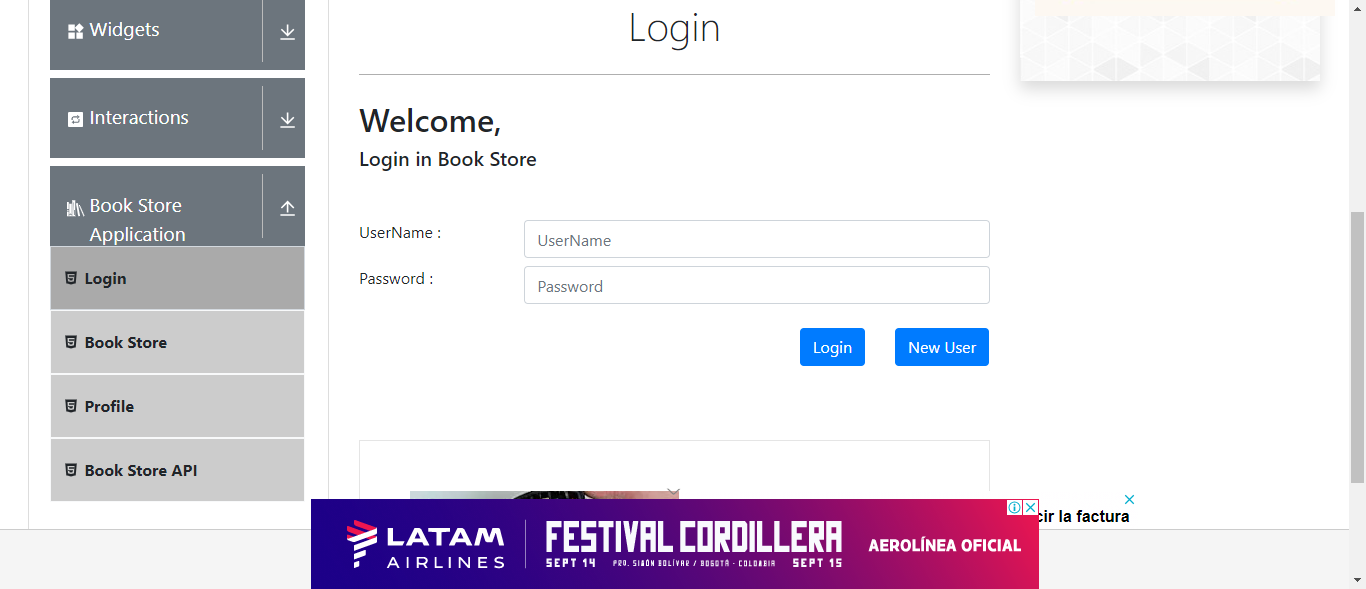 Widgets
Interactions
Book Store
Application
Login
Book Store
Profile
Book Store API
Login
Welcome,
Login in Book Store
UserName :
UserName
Password :
Password
Login
New User
cir la factura
LATAM
AIRLINES
FESTIVAL CORDILLERA
SEPT 14 PRO. SIMÓN BOLÍVAR / BOGOTÁ - COLOMBIA SEPT 15
AEROLÍNEA OFICIAL